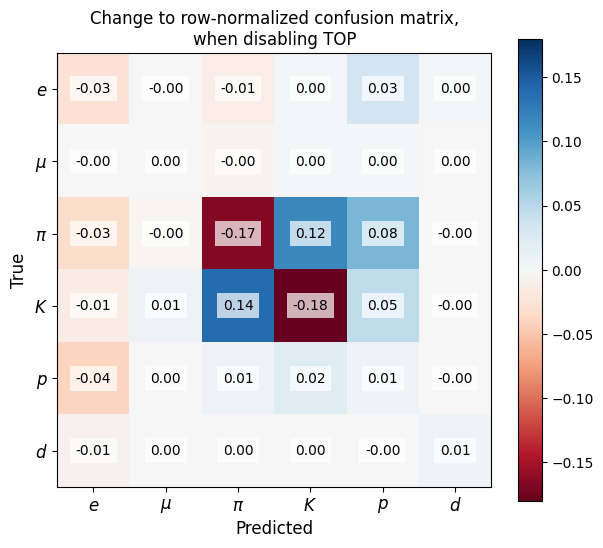 Change to row-normalized confusion matrix,
when disabling TOP
e -0.03 -0.00 -0.01 0.00 0.03 0.00
μ -0.00 0.00 -0.00 0.00 0.00 0.00
π -0.03 -0.00 -0.17 0.12 0.08 -0.00
K -0.01 0.01 0.14 -0.18 0.05 -0.00
p -0.04 0.00 0.01 0.02 0.01 -0.00
d -0.01 0.00 0.00 0.00 -0.00 0.01
True
e μ π K p d
Predicted
0.15
0.10
0.05
0.00
−0.05
−0.10
−0.15